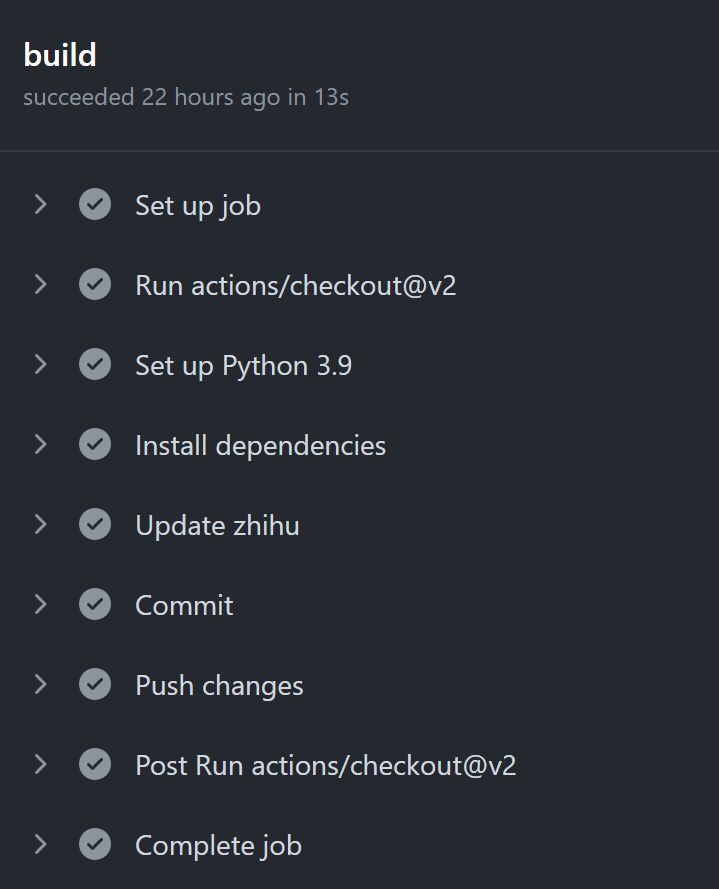 build
succeeded 22 hours ago in 13s
Set up job
Run actions/checkout@v2
Set up Python 3.9
Install dependencies
Update zhihu
Commit
Push changes
Post Run actions/checkout@v2
Complete job